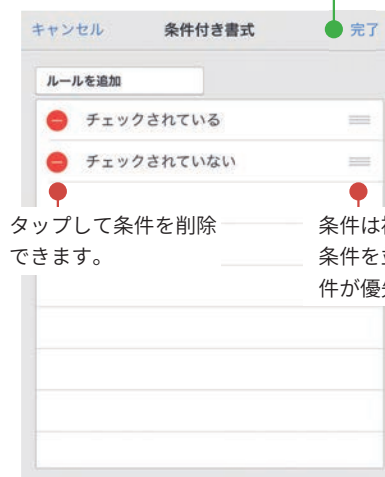 キャンセル 条件付き書式 完了
ルールを追加
チェックされている
チェックされていない
タップして条件を削除
できます。
条件は
条件を
件が優